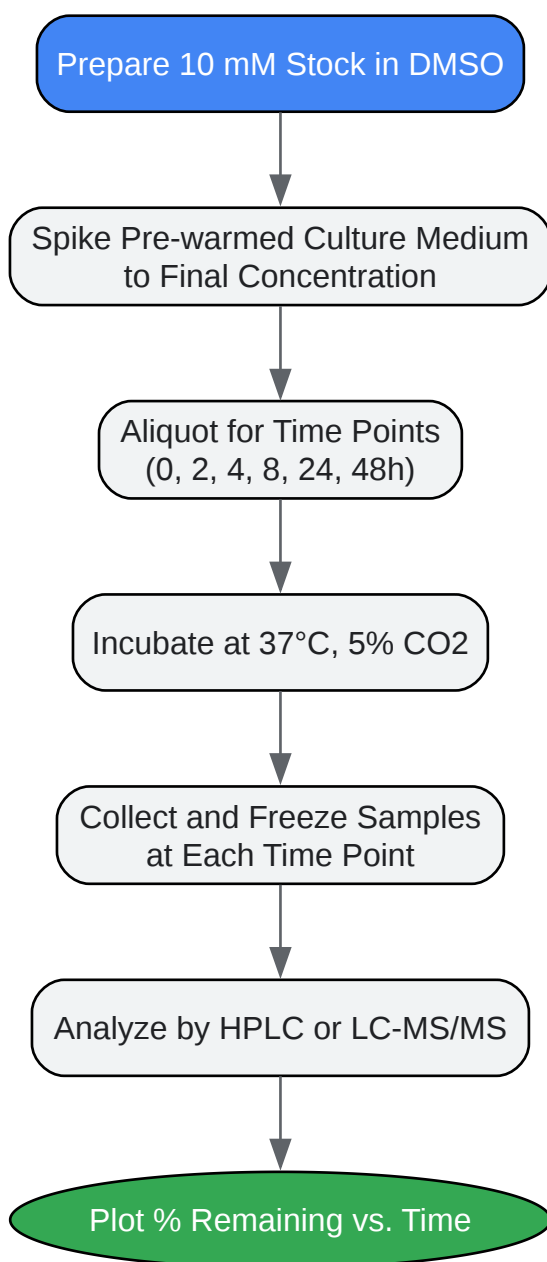 Prepare 10 mM Stock in DMSO
Spike Pre-warmed Culture Medium
to Final Concentration
Aliquot for Time Points
(0, 2, 4, 8, 24, 48h)
Incubate at 37°C, 5% CO2
Collect and Freeze Samples
at Each Time Point
Analyze by HPLC or LC-MS/MS
Plot % Remaining vs. Time